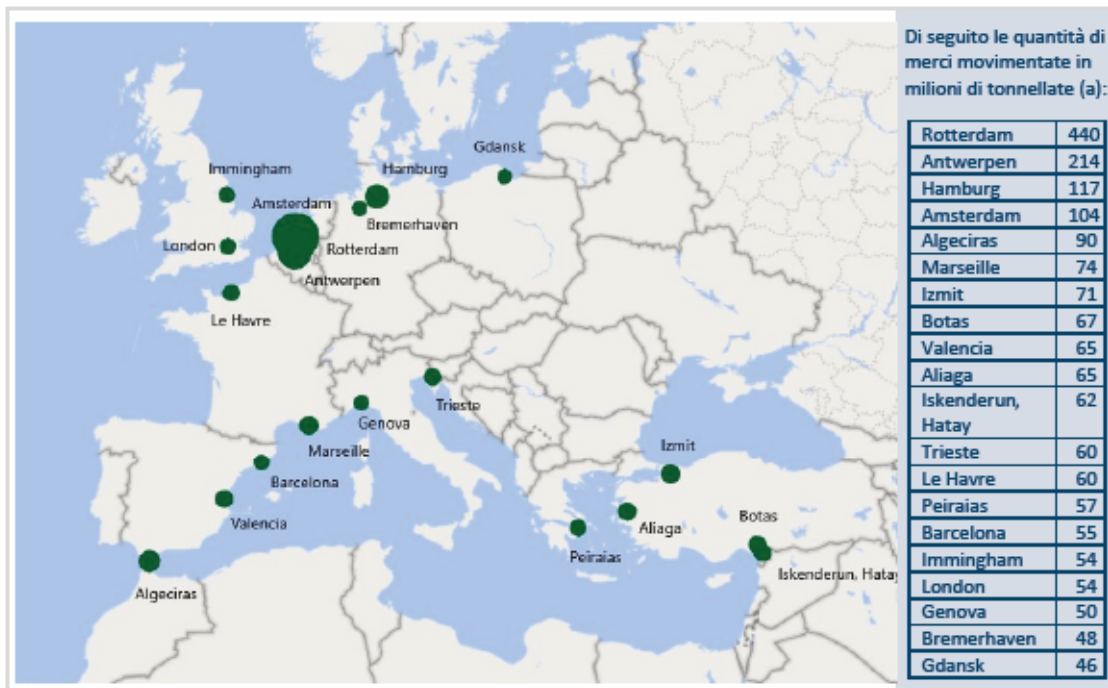 Gdansk
Immingham
Hamburg
Amsterdam
Bremerhaven
London
Rotterdam
Antwerpen
Le Havre
Trieste
Genova
Marseille
Izmit
Barcelona
Valencia
Aliaga
Botas
Peiraias
Iskenderun, Hatay
Algeciras
Di seguito le quantità di
merci movimentate in
milioni di tonnellate (a):
Rotterdam 440
Antwerpen 214
Hamburg 117
Amsterdam 104
Algeciras 90
Marseille 74
Izmit 71
Botas 67
Valencia 65
Aliaga 65
Iskenderun, 62
Hatay
Trieste 60
Le Havre 60
Peiraias 57
Barcelona 55
Immingham 54
London 54
Genova 50
Bremerhaven 48
Gdansk 46